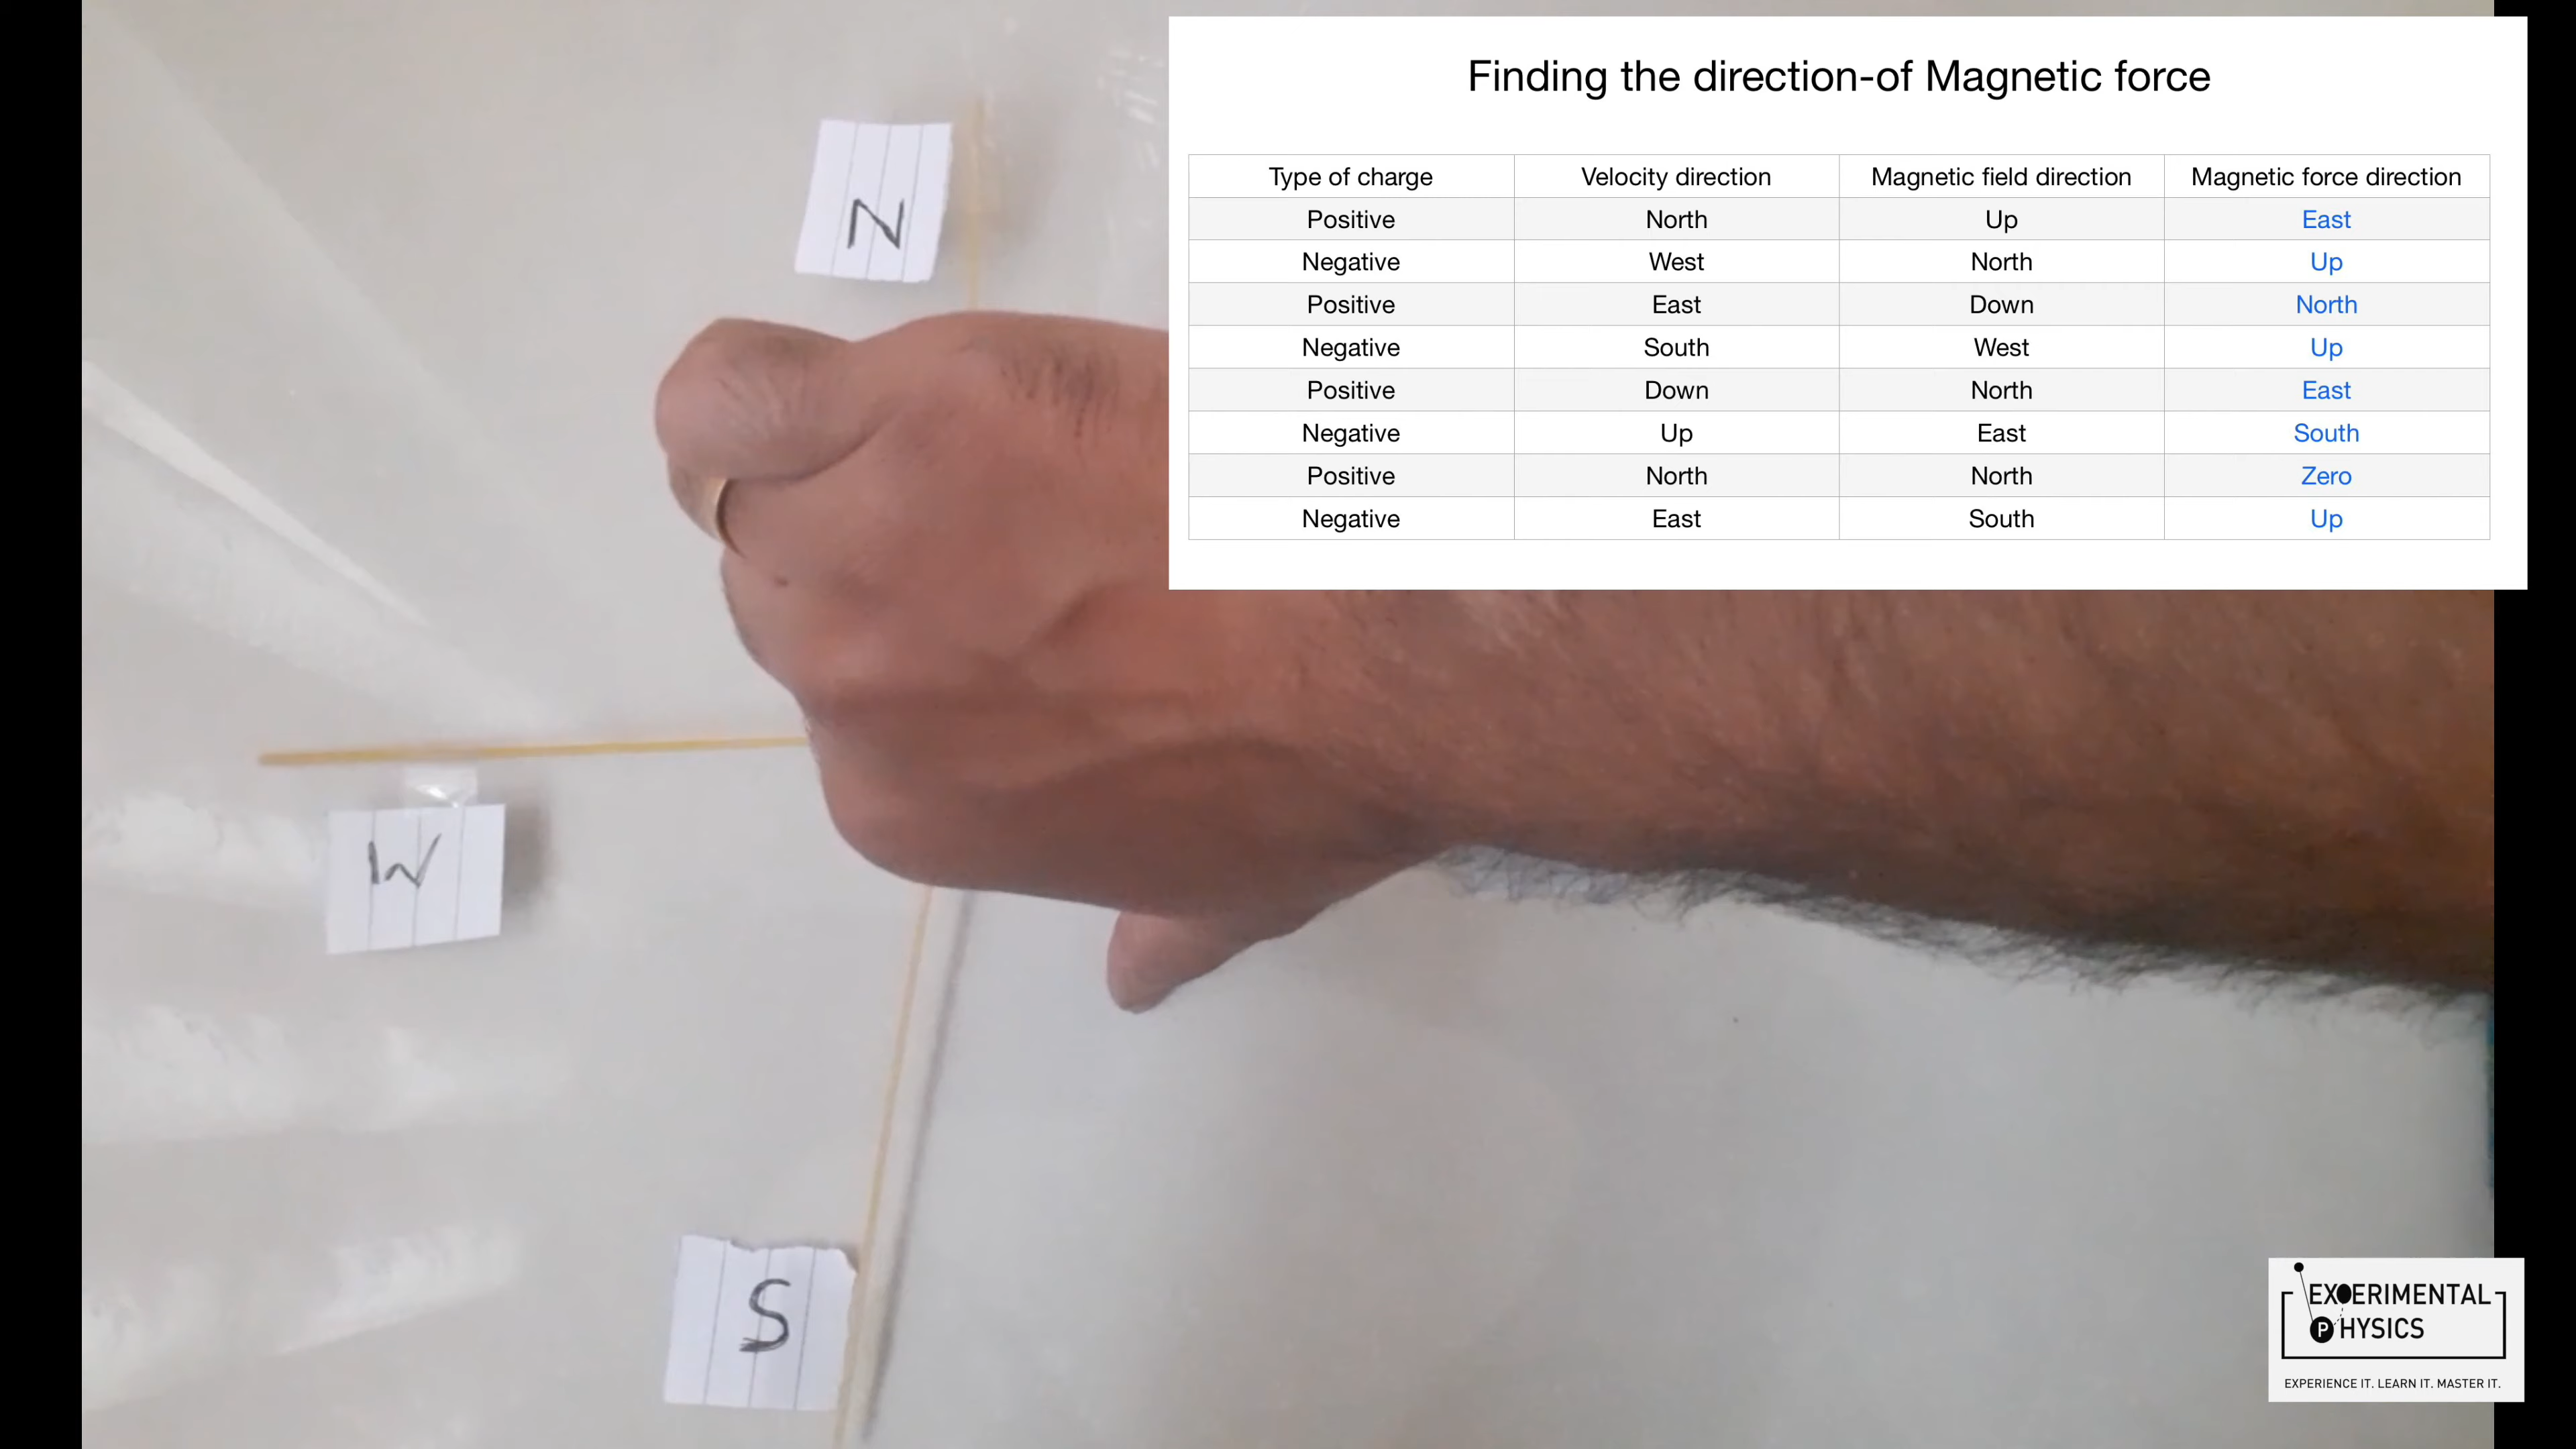 Finding the direction-of Magnetic force
Type of charge Velocity direction Magnetic field direction Magnetic force direction
Positive North Up East
Negative West North Up
Positive East Down North
Negative South West Up
Positive Down North East
Negative Up East South
Positive North North Zero
Negative East South Up
N
W
S
EXPERIMENTAL
PHYSICS
EXPERIENCE IT. LEARN IT. MASTER IT.